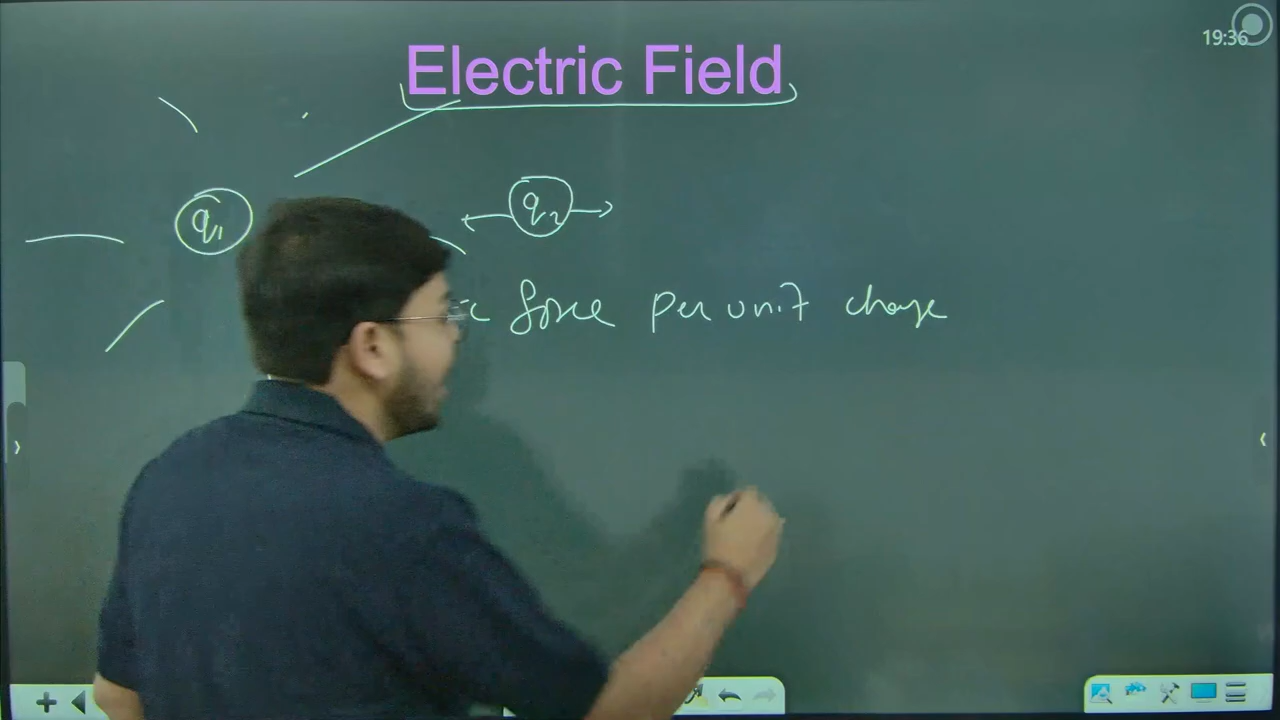 Electric Field
19:36
q₁
q₂
force per unit charge